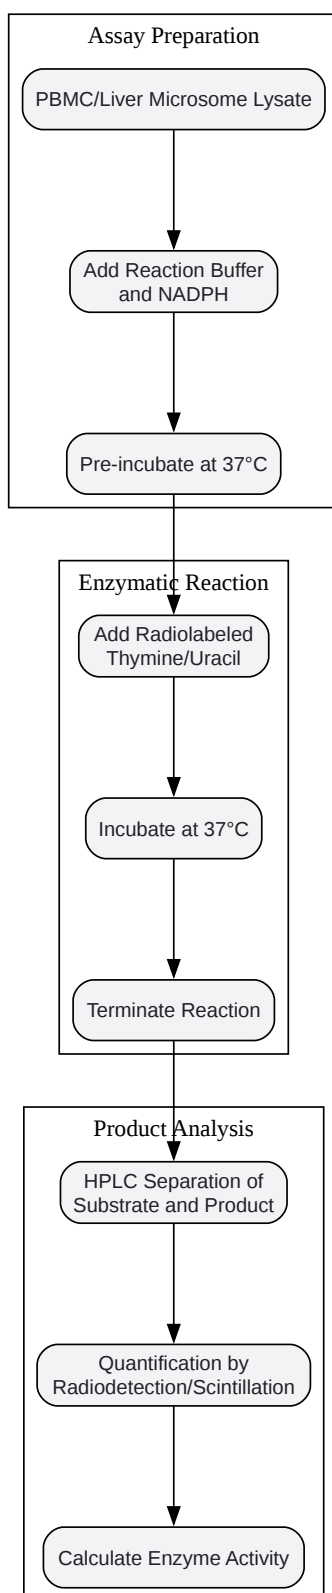 Assay Preparation
PBMC/Liver Microsome Lysate
Add Reaction Buffer
and NADPH
Pre-incubate at 37°C
Enzymatic Reaction
Add Radiolabeled
Thymine/Uracil
Incubate at 37°C
Terminate Reaction
Product Analysis
HPLC Separation of
Substrate and Product
Quantification by
Radiodetection/Scintillation
Calculate Enzyme Activity